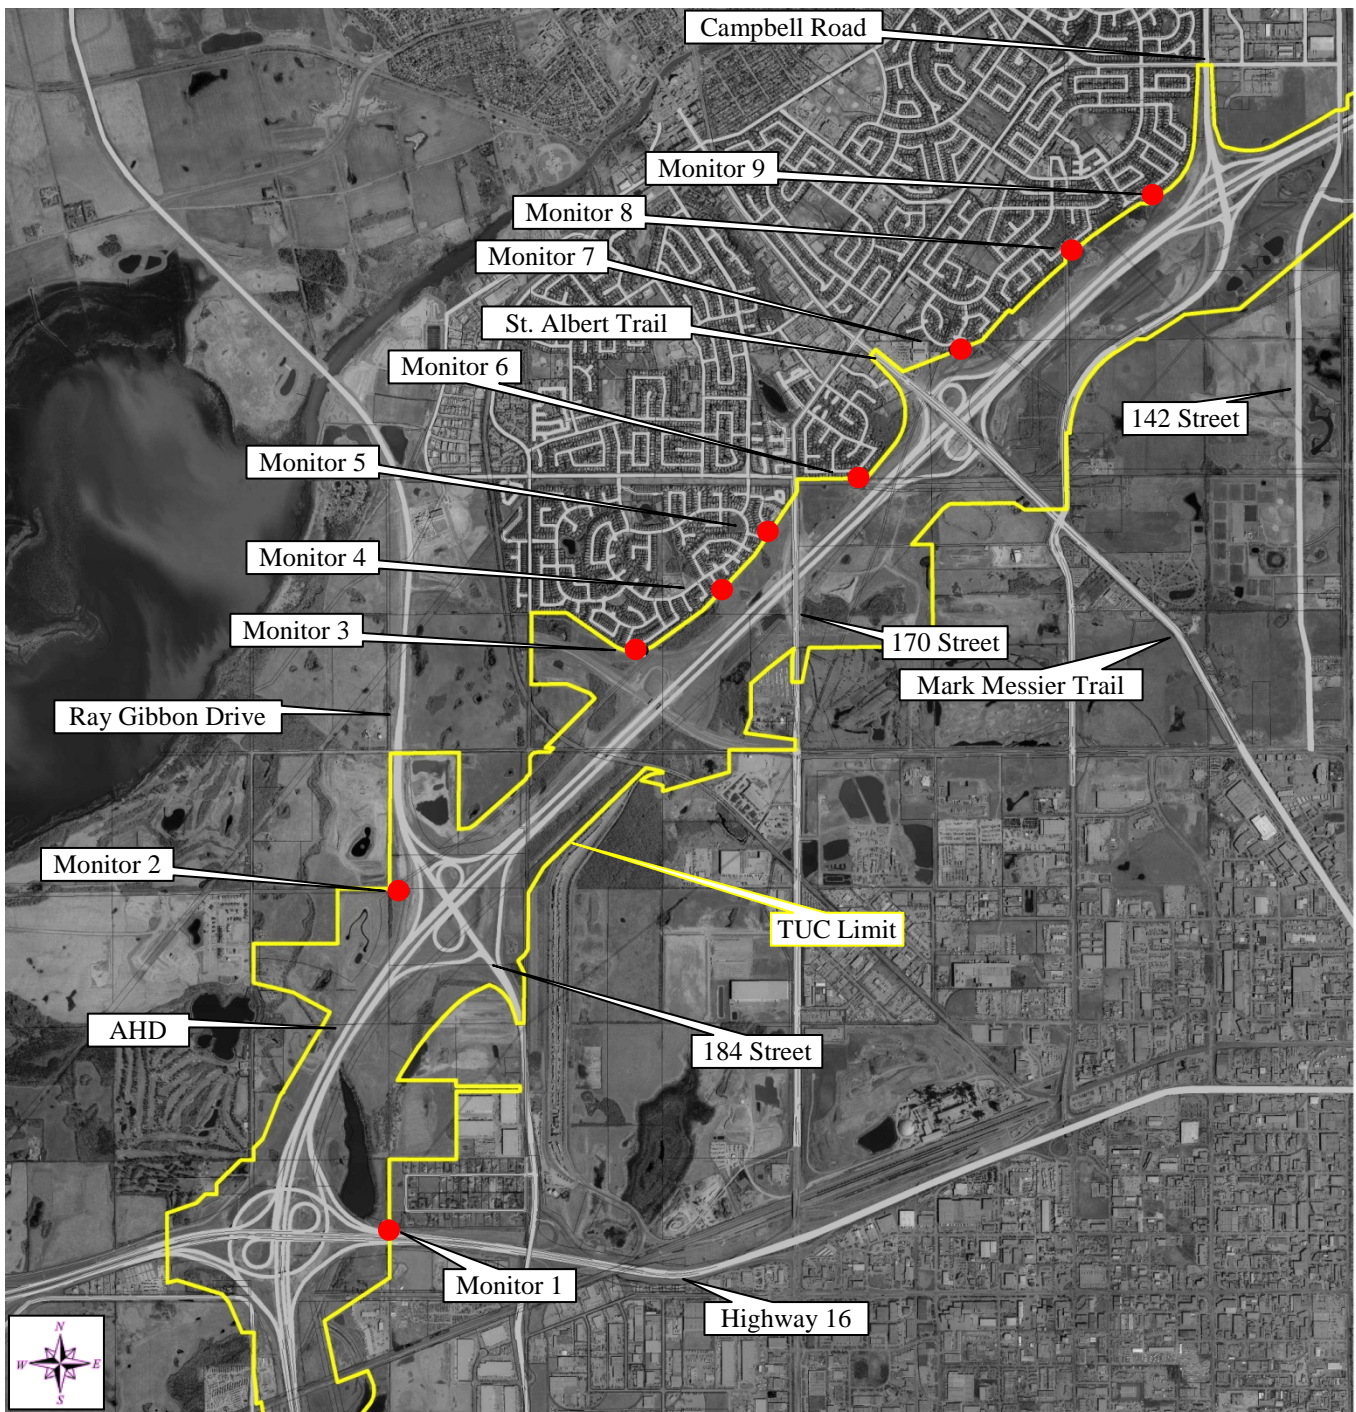 Campbell Road
Monitor 9
Monitor 8
Monitor 7
St. Albert Trail
Monitor 6
142 Street
Monitor 5
Monitor 4
Monitor 3
170 Street
Mark Messier Trail
Ray Gibbon Drive
Monitor 2
TUC Limit
AHD
184 Street
Monitor 1
Highway 16
N
W E
S